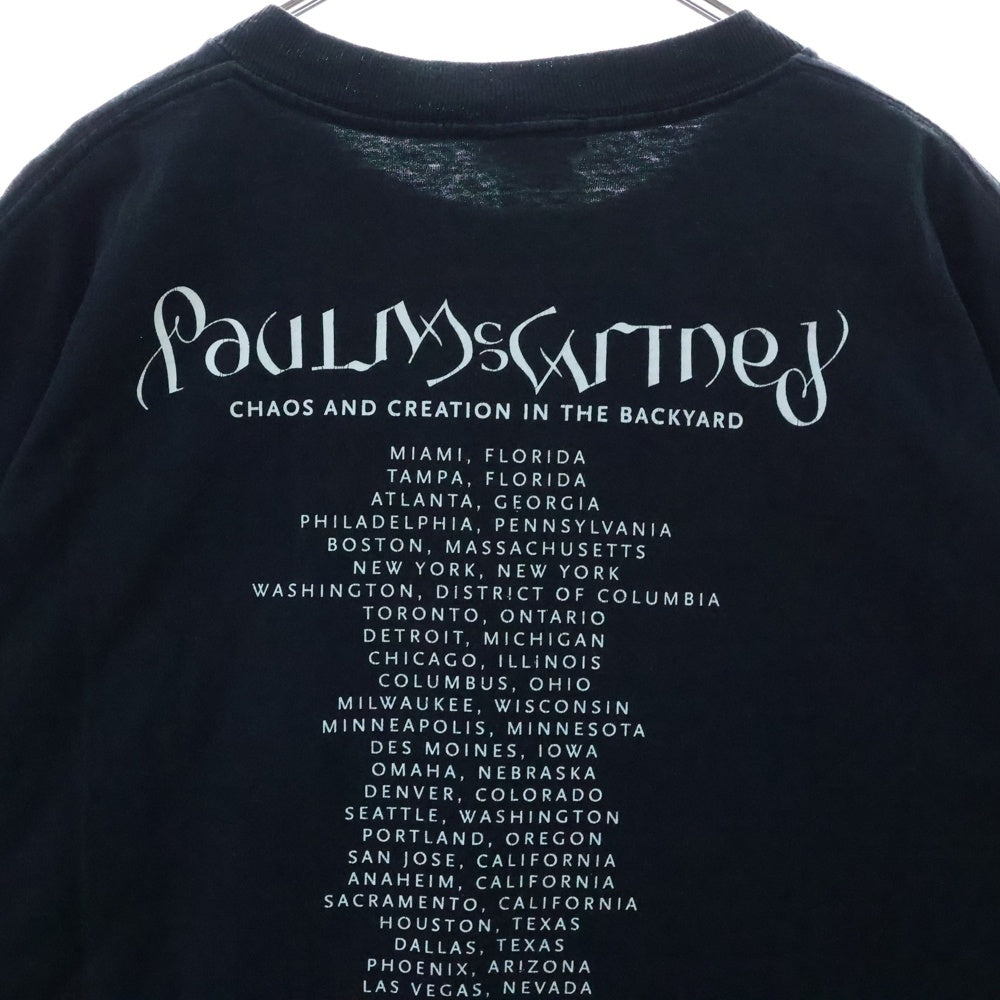 Paul McCartney
CHAOS AND CREATION IN THE BACKYARD
MIAMI, FLORIDA
TAMPA, FLORIDA
ATLANTA, GEORGIA
PHILADELPHIA, PENNSYLVANIA
BOSTON, MASSACHUSETTS
NEW YORK, NEW YORK
WASHINGTON, DISTRICT OF COLUMBIA
TORONTO, ONTARIO
DETROIT, MICHIGAN
CHICAGO, ILLINOIS
COLUMBUS, OHIO
MILWAUKEE, WISCONSIN
MINNEAPOLIS, MINNESOTA
DES MOINES, IOWA
OMAHA, NEBRASKA
DENVER, COLORADO
SEATTLE, WASHINGTON
PORTLAND, OREGON
SAN JOSE, CALIFORNIA
ANAHEIM, CALIFORNIA
SACRAMENTO, CALIFORNIA
HOUSTON, TEXAS
DALLAS, TEXAS
PHOENIX, ARIZONA
LAS VEGAS, NEVADA